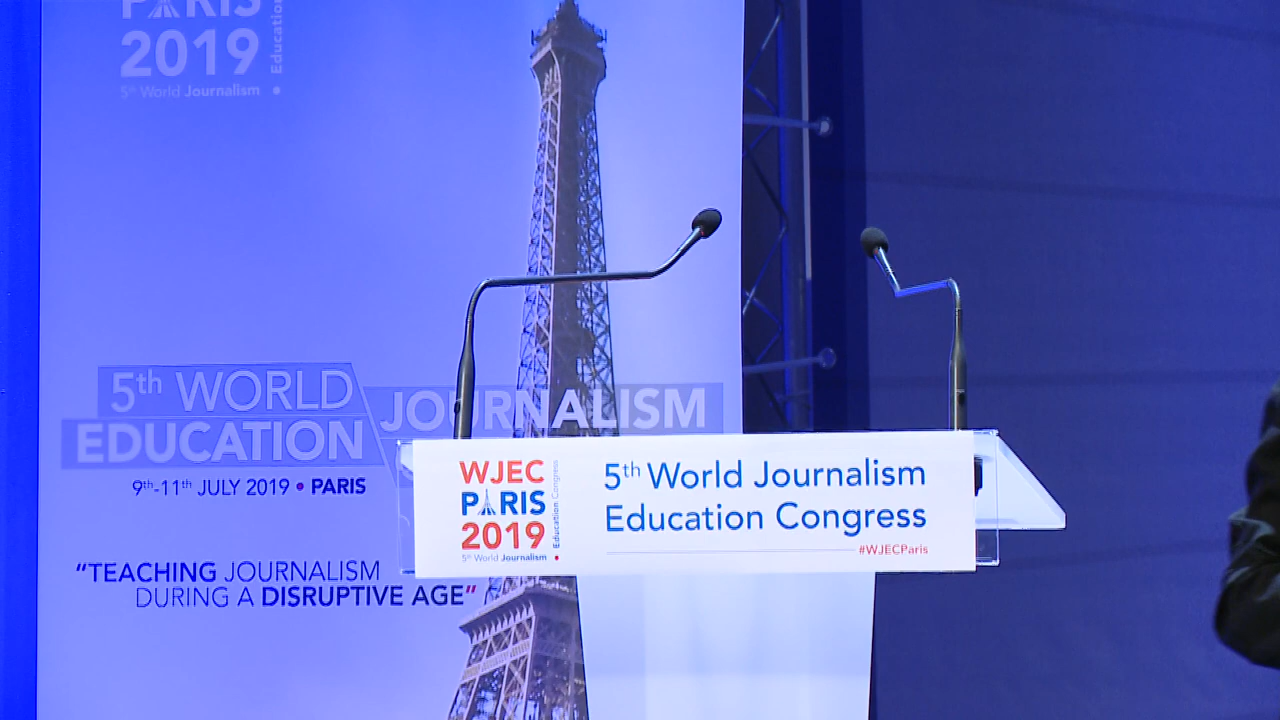 PARIS
2019
5th World Journalism
Education
5th WORLD
JOURNALISM
EDUCATION
9th-11th JULY 2019 • PARIS
"TEACHING JOURNALISM
DURING A DISRUPTIVE AGE"
WJEC
PARIS
2019
5th World Journalism
Education Congress
5th World Journalism
Education Congress
#WJECParis